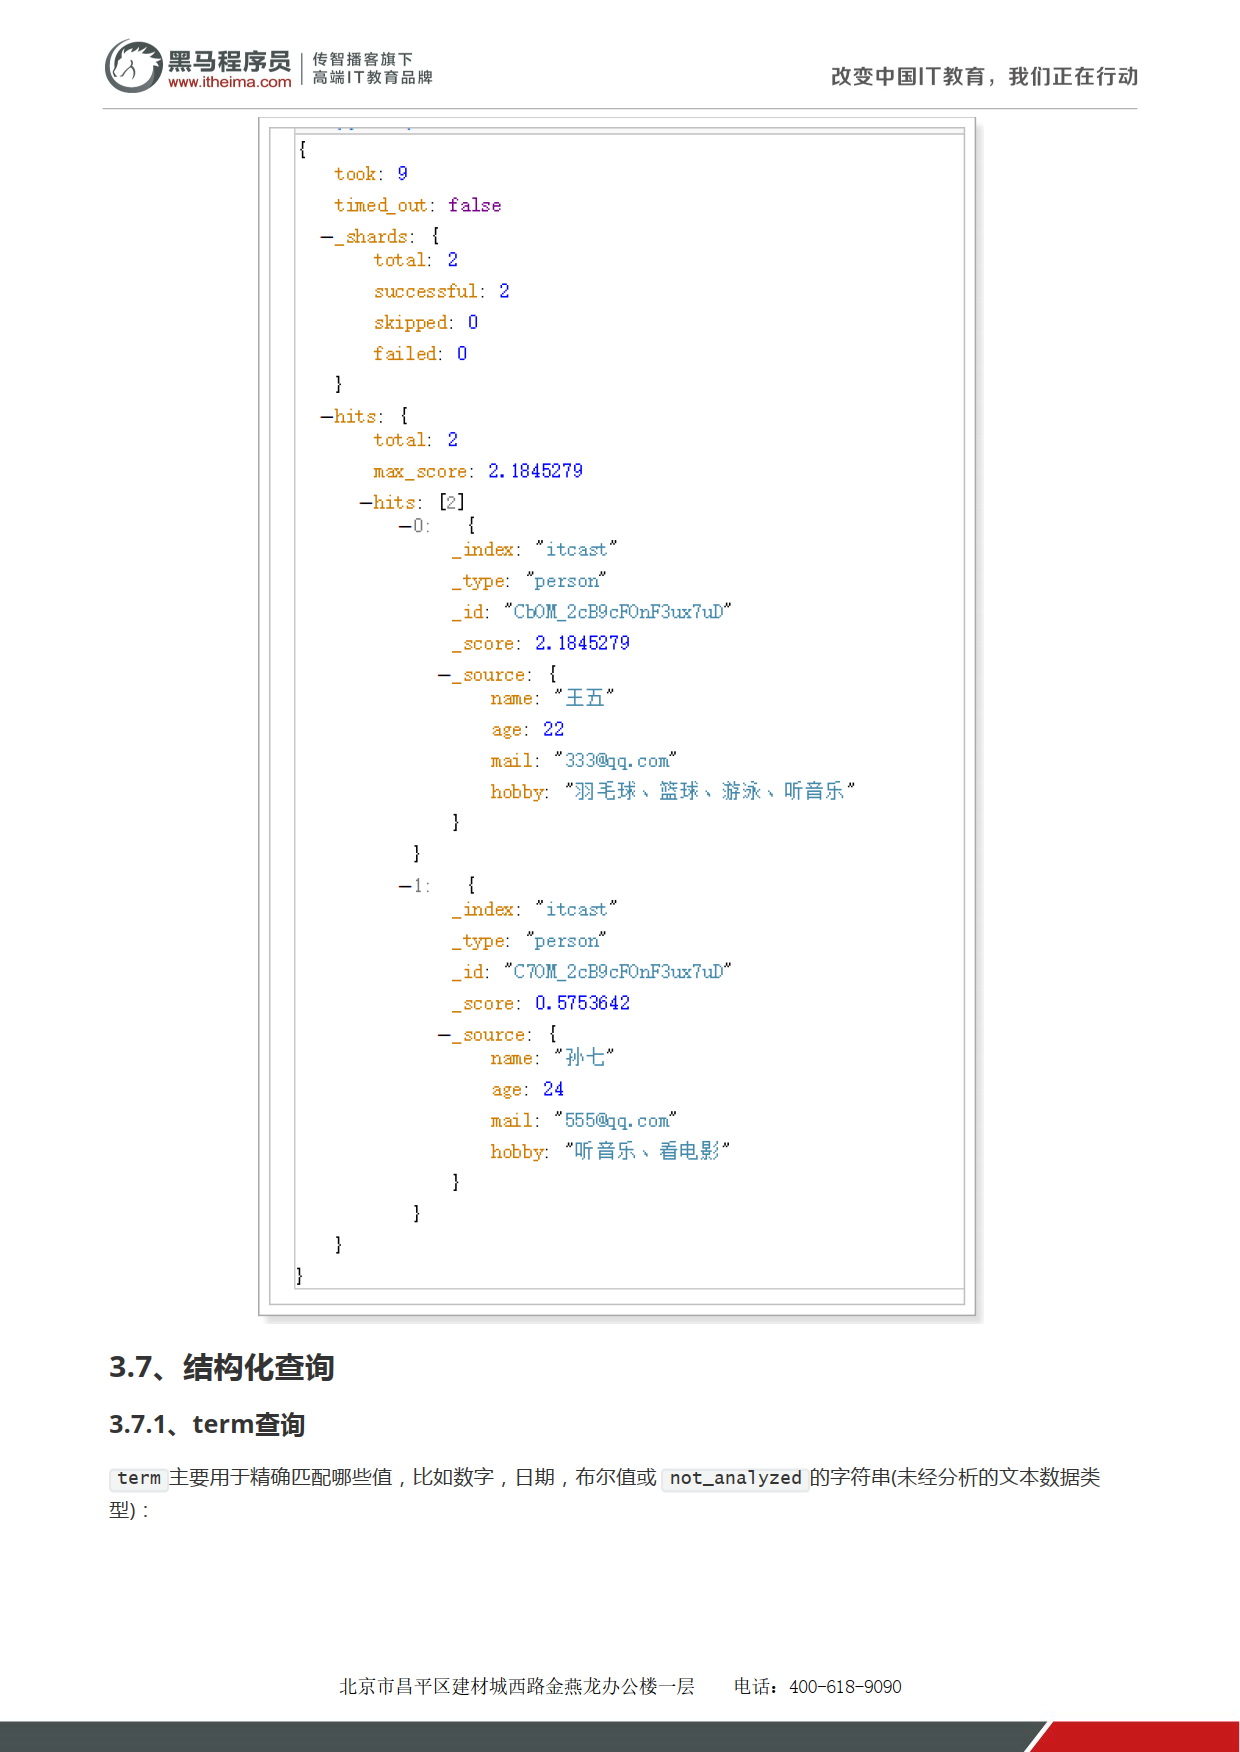 黑马程序员
www.itheima.com
传智播客旗下
高端IT教育品牌
改变中国IT教育，我们正在行动
{
took: 9
timed_out: false
−_shards: {
total: 2
successful: 2
skipped: 0
failed: 0
}
−hits: {
total: 2
max_score: 2.1845279
−hits: [2]
−0: {
_index: "itcast"
_type: "person"
_id: "CbOM_2cB9cFOnF3ux7uD"
_score: 2.1845279
−_source: {
name: "王五"
age: 22
mail: "333@qq.com"
hobby: "羽毛球、篮球、游泳、听音乐"
}
}
−1: {
_index: "itcast"
_type: "person"
_id: "C7OM_2cB9cFOnF3ux7uD"
_score: 0.5753642
−_source: {
name: "孙七"
age: 24
mail: "555@qq.com"
hobby: "听音乐、看电影"
}
}
}
}
3.7、结构化查询
3.7.1、term查询
term 主要用于精确匹配哪些值，比如数字，日期，布尔值或 not_analyzed 的字符串(未经分析的文本数据类
型)：
北京市昌平区建材城西路金燕龙办公楼一层 电话：400-618-9090